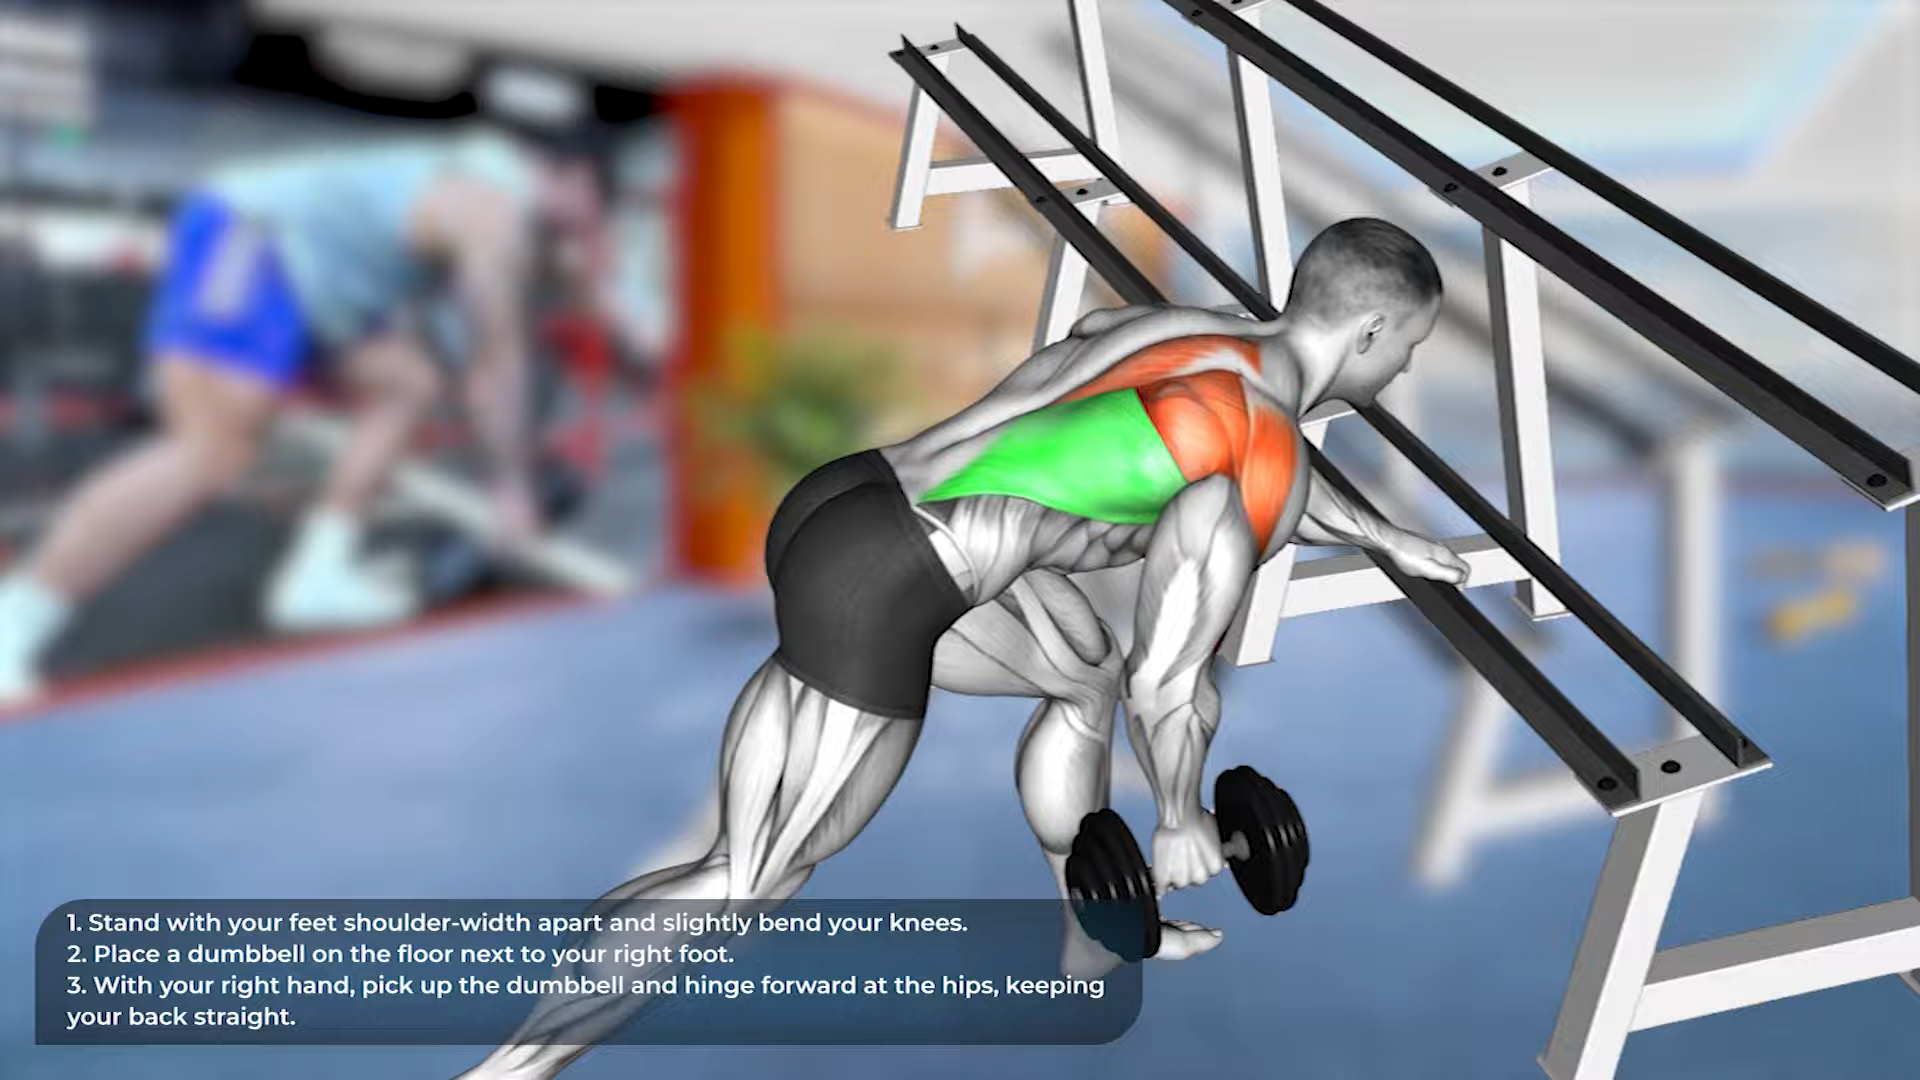 1. Stand with your feet shoulder-width apart and slightly bend your knees.
2. Place a dumbbell on the floor next to your right foot.
3. With your right hand, pick up the dumbbell and hinge forward at the hips, keeping
your back straight.